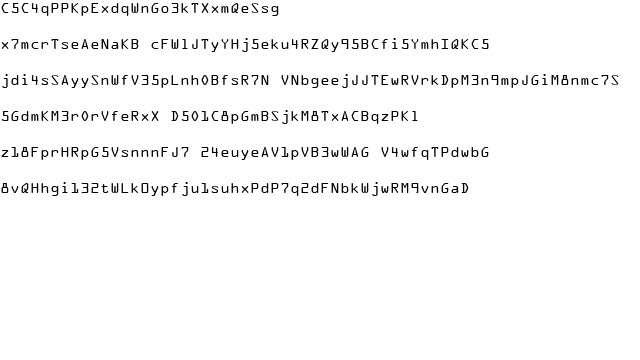 C5C4qPPKpExdqWnGo3kTXxmQeSsg
x7mcrTseAeNaKB cFW1JTyYHj5eku4RZQy95BCfi5YmhIQKC5
jdi4sSAyySnWfV35pLnh0BfsR7N VNbgeejJJTEwRVrkDpM3n9mpJGiM8nmc7S
5GdmKM3r0rVfeRxX D501C8pGmBSjkM8TxACBqzPK1
z18FprHRpG5VsnnnFJ7 24euyeAV1pVB3wWAG V4wfqTPdwbG
8vQHhgi132tWLkOypfju1suhxPdP7q2dFNbkWjwRM9vnGaD